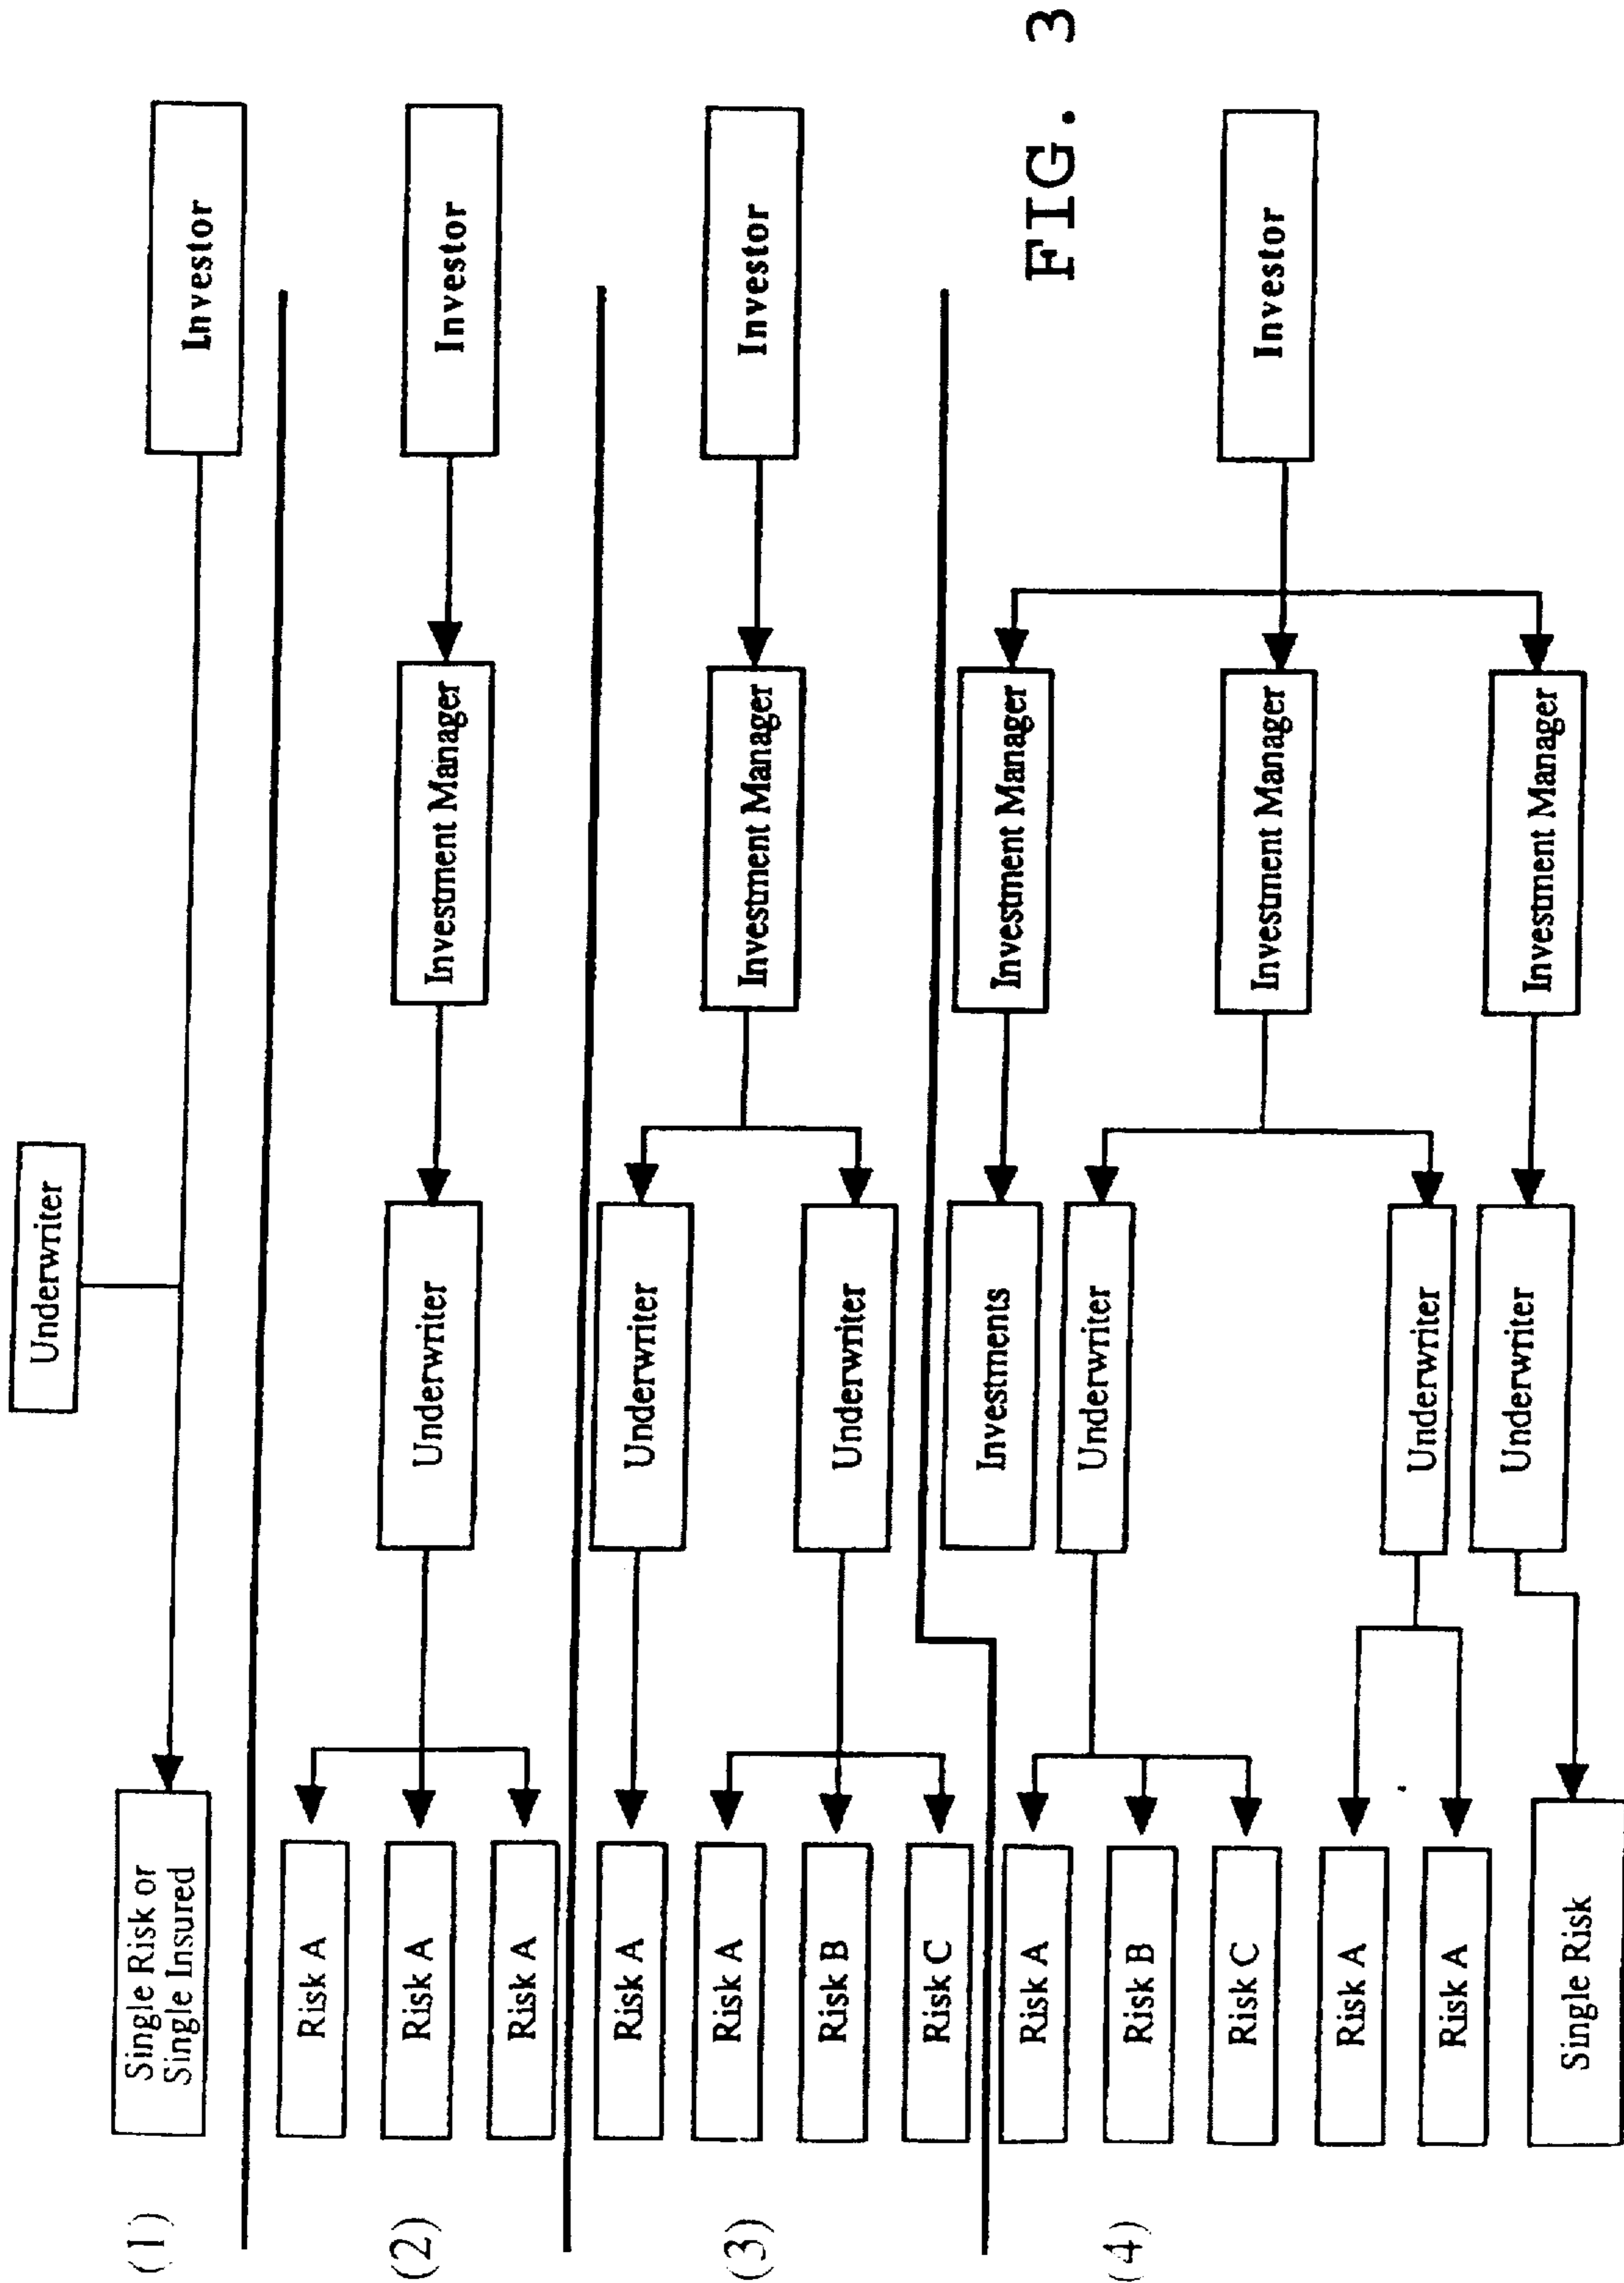 Underwriter
(1)
Single Risk or
Single Insured
Investor
(2)
Risk A
Risk A
Risk A
Underwriter
Investment Manager
Investor
(3)
Risk A
Risk A
Risk B
Risk C
Underwriter
Underwriter
Investment Manager
Investor
(4)
Risk A
Risk B
Risk C
Risk A
Risk A
Single Risk
Investments
Underwriter
Underwriter
Underwriter
Investment Manager
Investment Manager
Investment Manager
Investor
FIG. 3